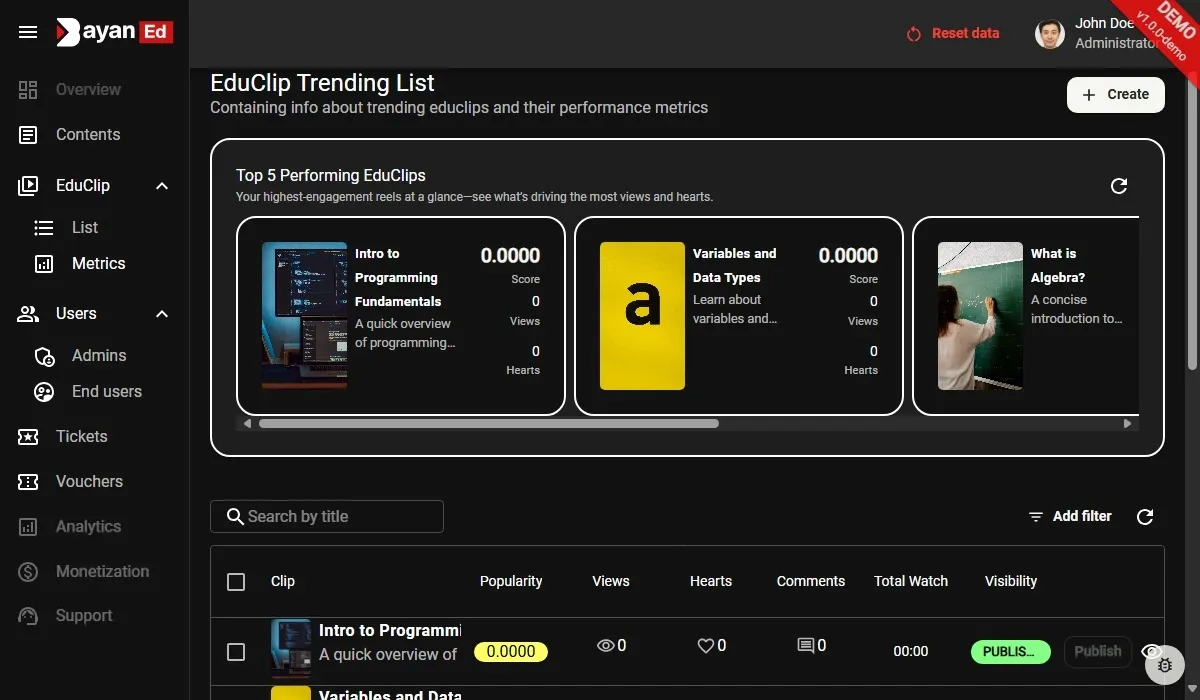 ayan Ed
Reset data
John Doe
Administrator
DEMO
v1.0.0-demo
Overview
Contents
EduClip
List
Metrics
Users
Admins
End users
Tickets
Vouchers
Analytics
Monetization
Support
EduClip Trending List
Containing info about trending educlips and their performance metrics
Create
Top 5 Performing EduClips
Your highest-engagement reels at a glance—see what's driving the most views and hearts.
Intro to
Programming
Fundamentals
A quick overview
of programming...
0.0000
Score
0
Views
0
Hearts
Variables and
Data Types
Learn about
variables and...
a
0.0000
Score
0
Views
0
Hearts
What is
Algebra?
A concise
introduction to...
Search by title
Add filter
Clip Popularity Views Hearts Comments Total Watch Visibility
Intro to Programmi
A quick overview of
0.0000 0 0 0 00:00 PUBLIS... Publish
Variables and Data